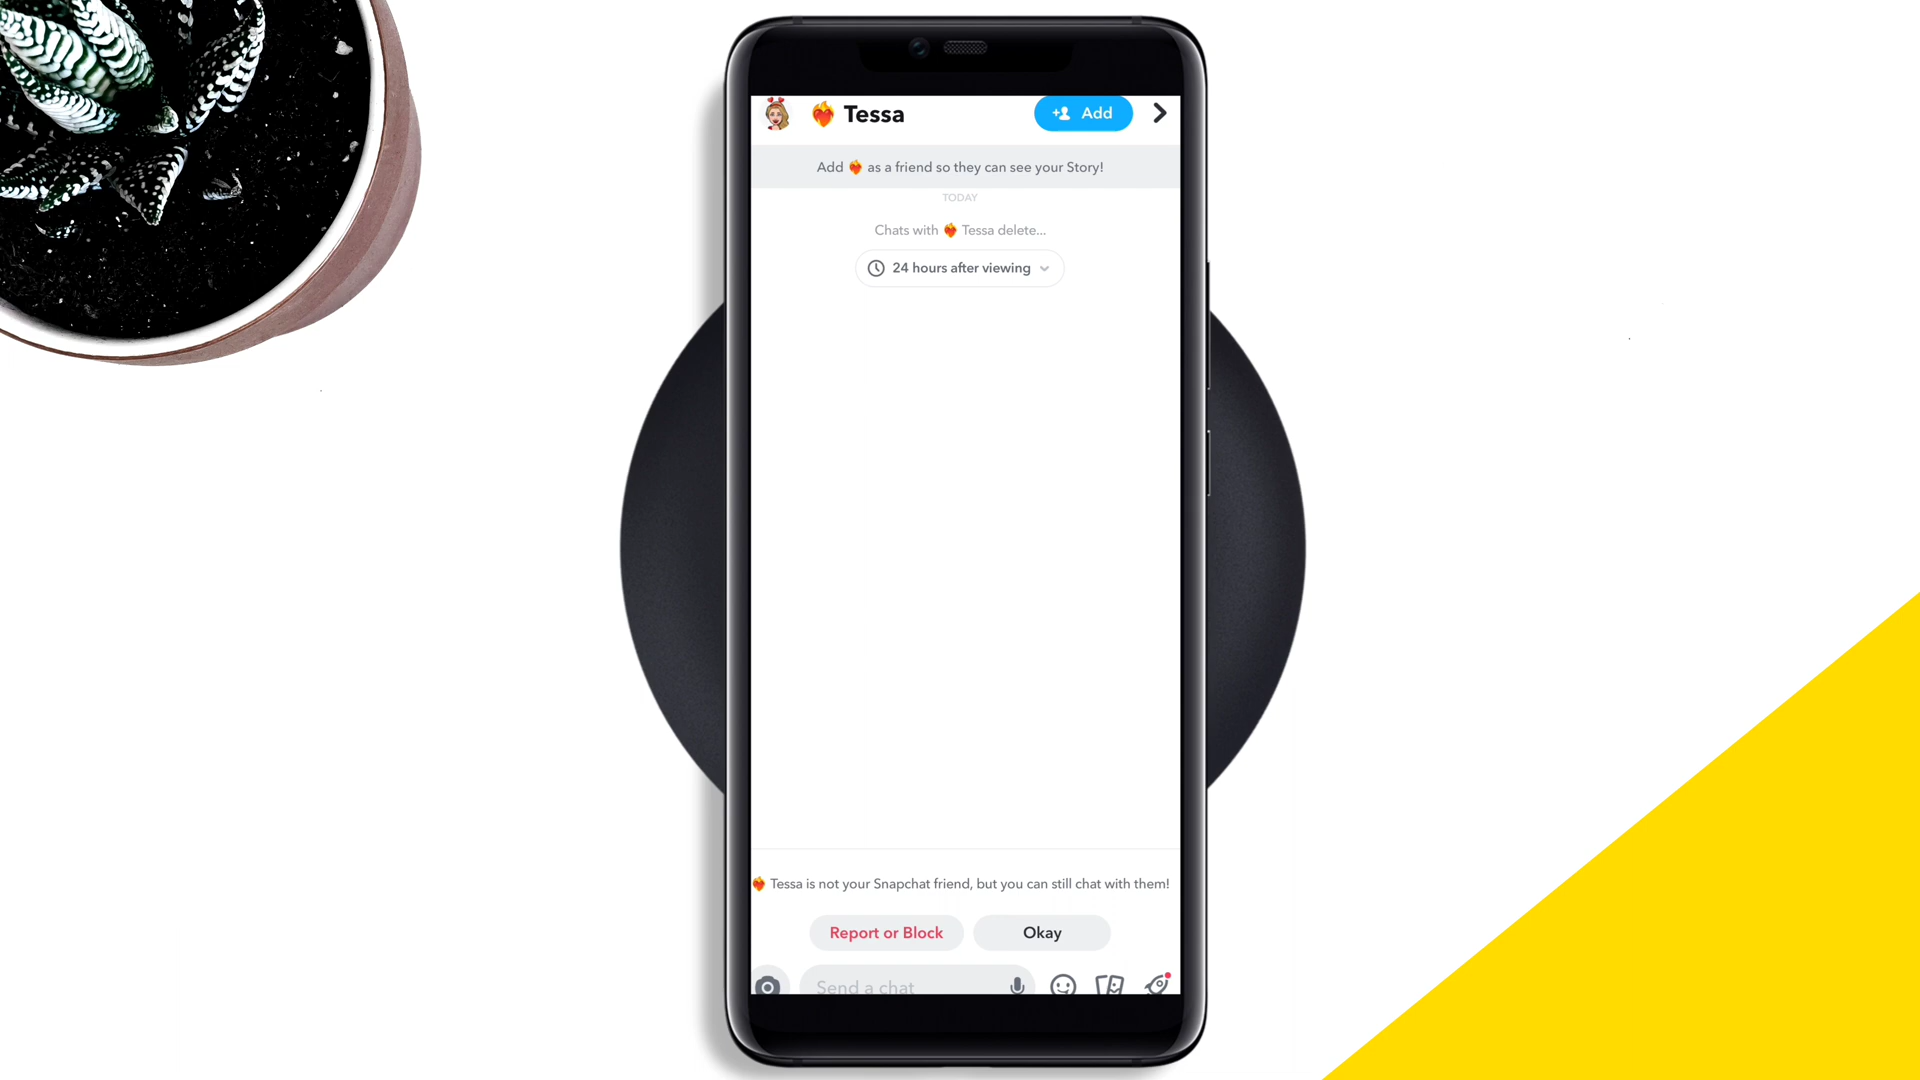 ❤️‍🔥 Tessa
Add
Add ❤️‍🔥 as a friend so they can see your Story!
TODAY
Chats with ❤️‍🔥 Tessa delete...
24 hours after viewing
❤️‍🔥 Tessa is not your Snapchat friend, but you can still chat with them!
Report or Block
Okay
Send a chat